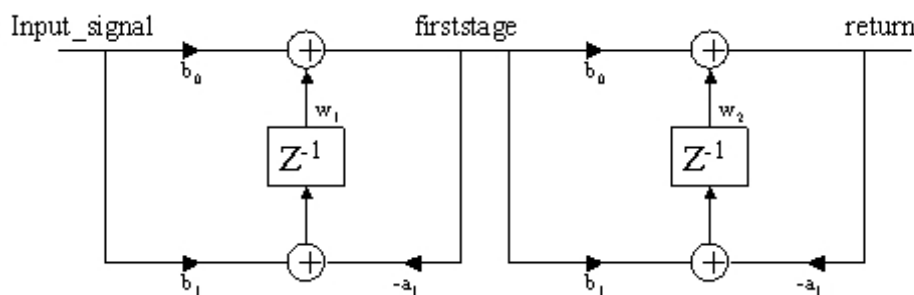 Input_signal firststage return
b₀ b₀
w₁ w₂
Z⁻¹ Z⁻¹
b₁ -a₁ b₁ -a₁